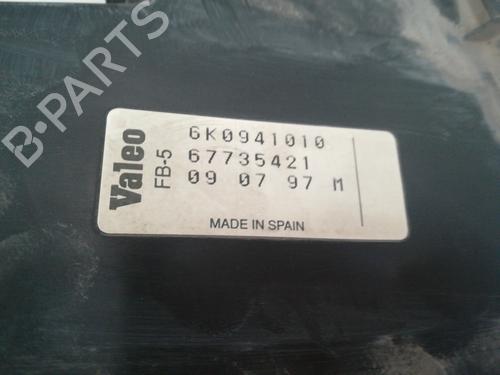 Valeo
FB-5
6K0941010
67735421
09 07 97 M
MADE IN SPAIN
B-PARTS